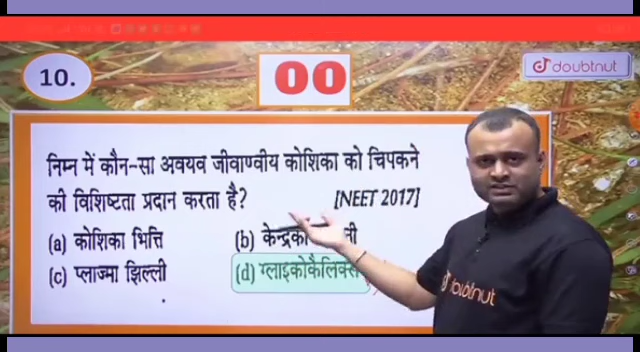 10.
00
doubtnut
निम्न में कौन-सा अवयव जीवाण्वीय कोशिका को चिपकने
की विशिष्टता प्रदान करता है? [NEET 2017]
(a) कोशिका भित्ति (b)
(c) प्लाज्मा झिल्ली (d) ग्लाइकोकैलिक्स
doubtnut